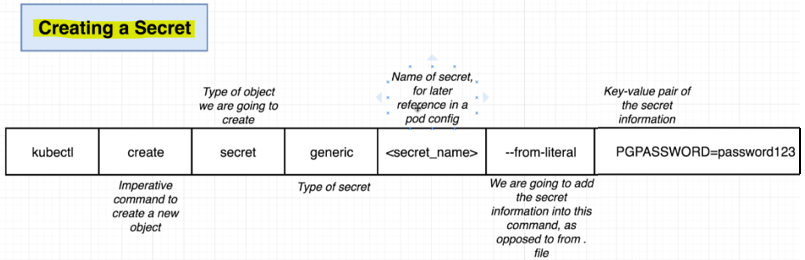 Creating a Secret
Type of object
we are going to
create
Name of secret,
for later
reference in a
pod config
Key-value pair of
the secret
information
kubectl
create
secret
generic
<secret_name>
--from-literal
PGPASSWORD=password123
Imperative
command to
create a new
object
Type of secret
We are going to add
the secret
information into this
command, as
opposed to from .
file